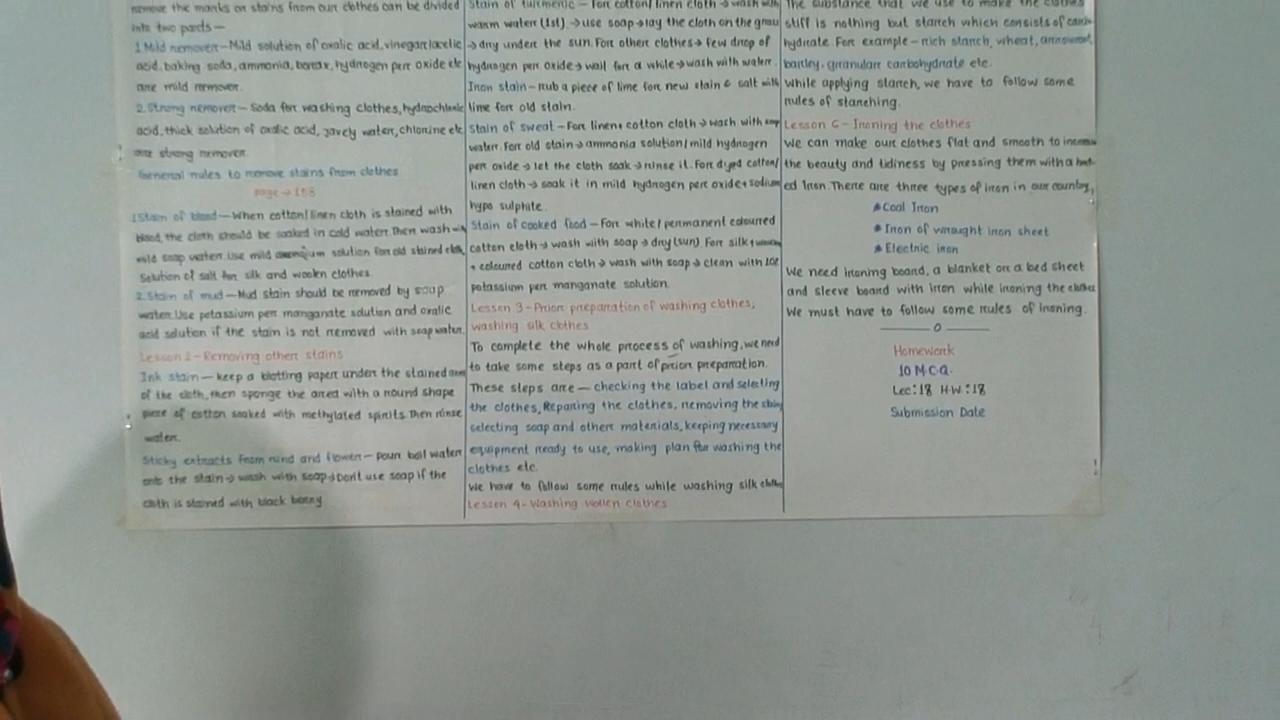 remove the marks or stains from our clothes can be divided
into two parts—
1. Mild remover— Mild solution of oxalic acid, vinegar/acetic
acid, baking soda, ammonia, borax, hydrogen per oxide etc
are mild remover.
2. Strong remover— Soda for washing clothes, hydrochloric
acid, thick solution of oxalic acid, javely water, chlorine etc
are strong remover.
General rules to remove stains from clothes
page → 158
1. Stain of blood— When cotton/linen cloth is stained with
blood, the cloth should be soaked in cold water. Then wash with
mild soap water. Use mild ammonium solution for old stained cloth,
Solution of salt for silk and woolen clothes.
2. Stain of mud— Mud stain should be removed by soap
water. Use potassium per manganate solution and oxalic
acid solution if the stain is not removed with soap water.
Lesson 2— Removing other stains
Ink stain— keep a blotting paper under the stained area
of the cloth, then sponge the area with a round shape
piece of cotton soaked with methylated spirits. Then rinse
water.
Sticky extracts from rind and flower— pour boil water
onto the stain → wash with soap → Don't use soap if the
cloth is stained with black berry
Stain of turmeric — For cotton/linen cloth → wash with
warm water (1st). → use soap → lay the cloth on the grou
→ dry under the sun. For other clothes → few drop of
hydrogen per oxide → wait for a while → wash with water.
Iron stain — Rub a piece of lime for new stain & salt with
lime for old stain.
Stain of sweat — For linen+ cotton cloth → wash with soap
water. For old stain → ammonia solution/mild hydrogen
per oxide → let the cloth soak → rinse it. For dyed cotton/
linen cloth → soak it in mild hydrogen per oxide + sodium
hypo sulphite.
Stain of cooked food — For white/permanent coloured
cotton cloth → wash with soap → dry (sun). For silk + woolen
+ coloured cotton cloth → wash with soap → clean with
potassium per manganate solution.
Lesson 3 - Prior preparation of washing clothes,
washing silk clothes
To complete the whole process of washing, we need
to take some steps as a part of prior preparation.
These steps are — checking the label and selecting
the clothes, Reparing the clothes, removing the
selecting soap and others materials, keeping necessary
equipment ready to use, making plan for washing the
clothes etc.
We have to follow some rules while washing silk clothes
Lesson 4 - Washing Wollen clothes
The substance that we use to make the clothes
stiff is nothing but starch which consists of carbo-
hydrate. For example — rich starch, wheat, arrowroot,
barley, granular carbohydrate etc.
While applying starch, we have to follow some
rules of starching.
Lesson 6 - Ironing the clothes
We can make our clothes flat and smooth to increase
the beauty and tidiness by pressing them with a heat-
ed Iron. There are three types of iron in our country,
Coal Iron
Iron of wrought iron sheet
Electric iron
We need ironing board, a blanket or a bed sheet
and sleeve board with iron while ironing the clothes
We must have to follow some rules of ironing.
—— 0 ——
Homework
10 M.C.Q.
Lec: 18 H.W: 18
Submission Date